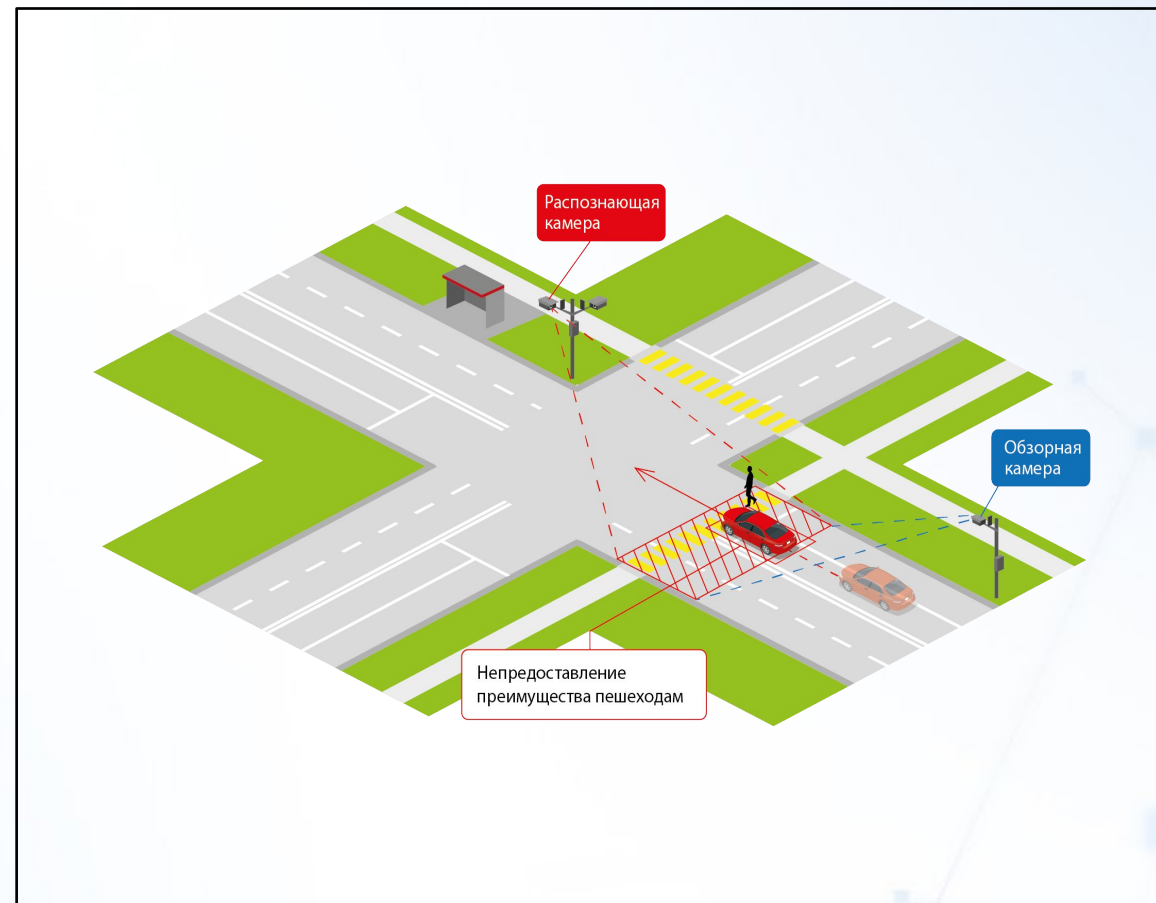 Распознающая
камера
Обзорная
камера
Непредоставление
преимущества пешеходам